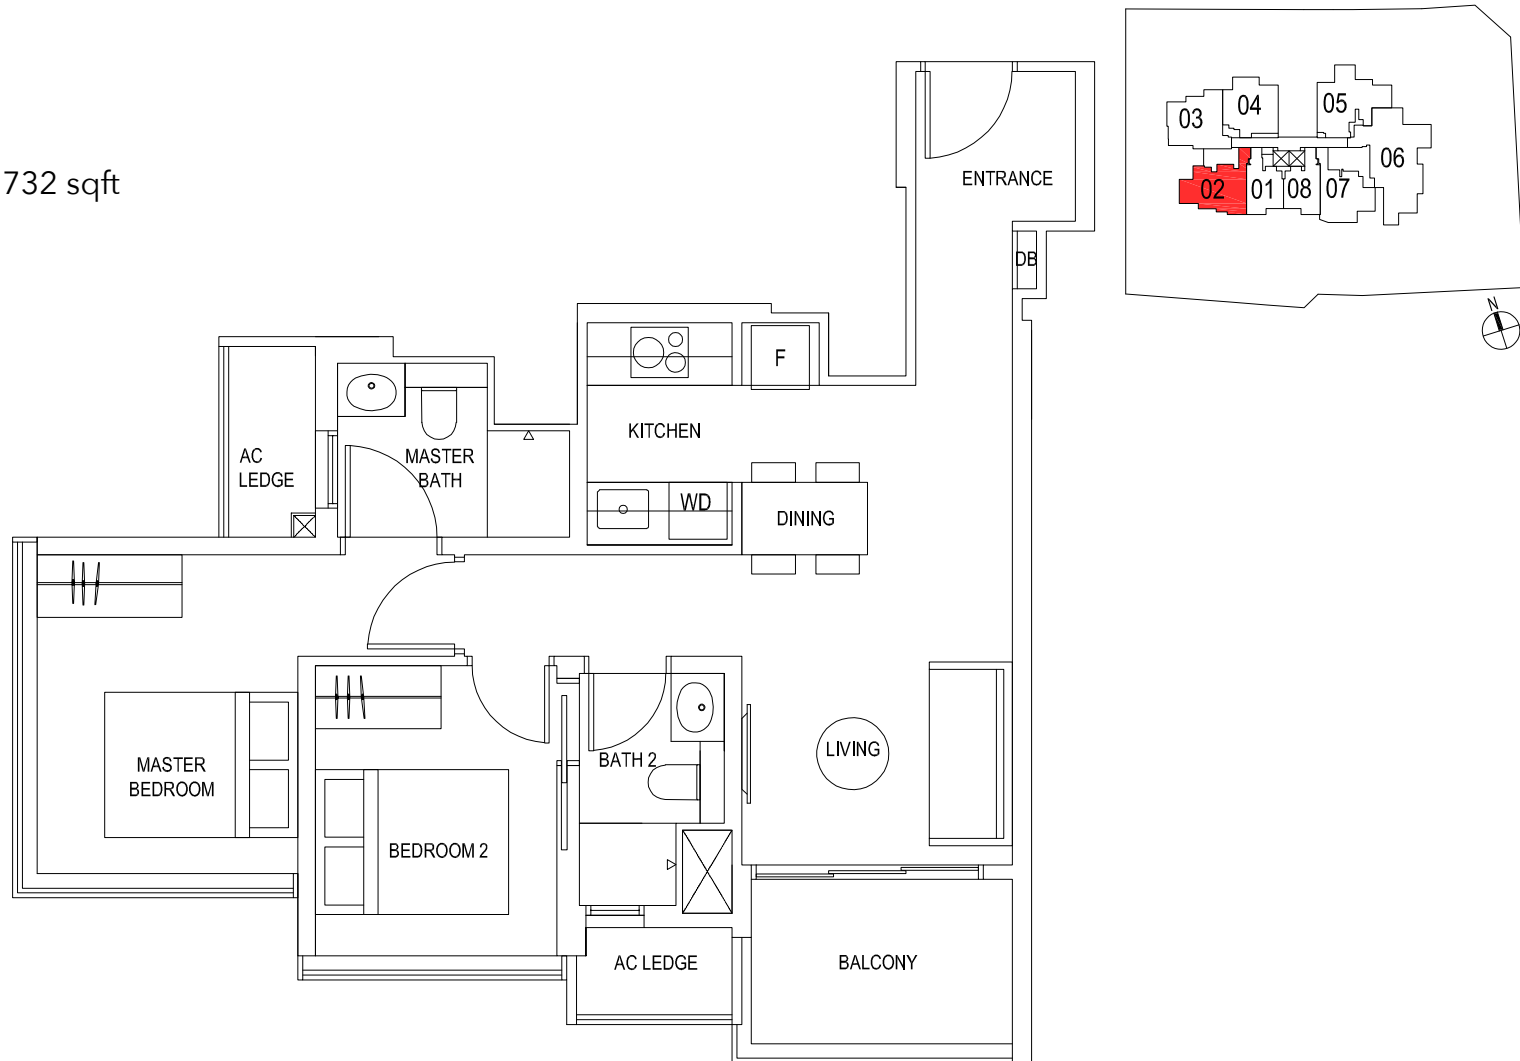 732 sqft
ENTRANCE
DB
F
KITCHEN
AC
LEDGE
MASTER
BATH
WD
DINING
MASTER
BEDROOM
BEDROOM 2
BATH 2
LIVING
AC LEDGE
BALCONY
03
04
05
06
02
01
08
07
N